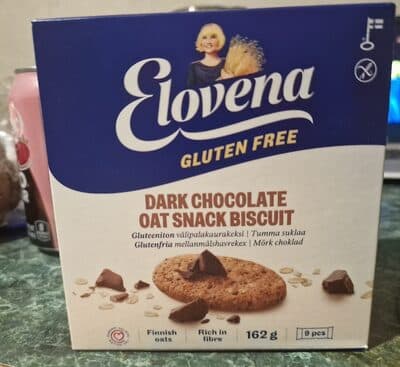 Elovena
GLUTEN FREE
DARK CHOCOLATE
OAT SNACK BISCUIT
Gluteeniton välipalakaurakeksi | Tumma suklaa
Glutenfria mellanmålshavrekex | Mörk choklad
Finnish oats
Rich in fibre
162 g
9 pcs